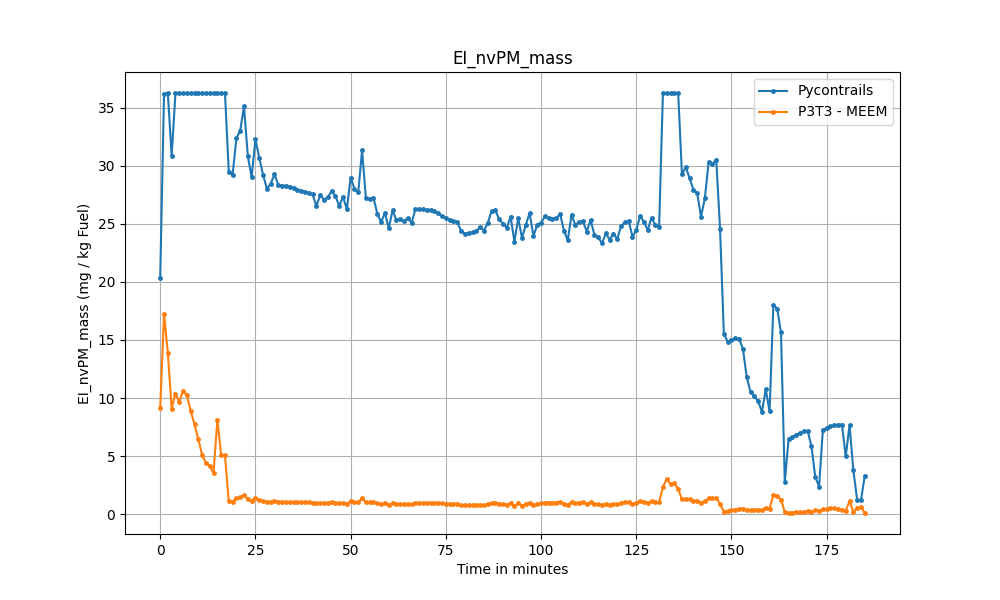 EI_nvPM_mass
Pycontrails
P3T3 - MEEM
EI_nvPM_mass (mg / kg Fuel)
35
30
25
20
15
10
5
0
0 25 50 75 100 125 150 175
Time in minutes